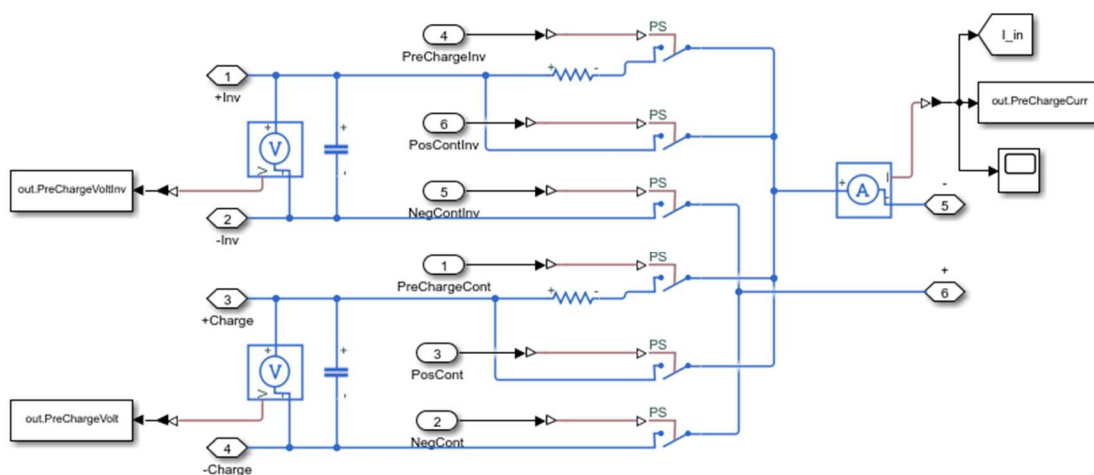 4
PS
PreChargeInv
I_in
1
+Inv
+
-
out.PreChargeCurr
6
PS
PosContInv
+
V
+
V
-
-
out.PreChargeVoltInv
5
PS
NegContInv
+
A
I
-
-
5
2
-Inv
1
PS
PreChargeCont
+
6
3
+Charge
+
-
3
PS
PosCont
+
V
+
V
-
-
out.PreChargeVolt
2
PS
NegCont
4
-Charge